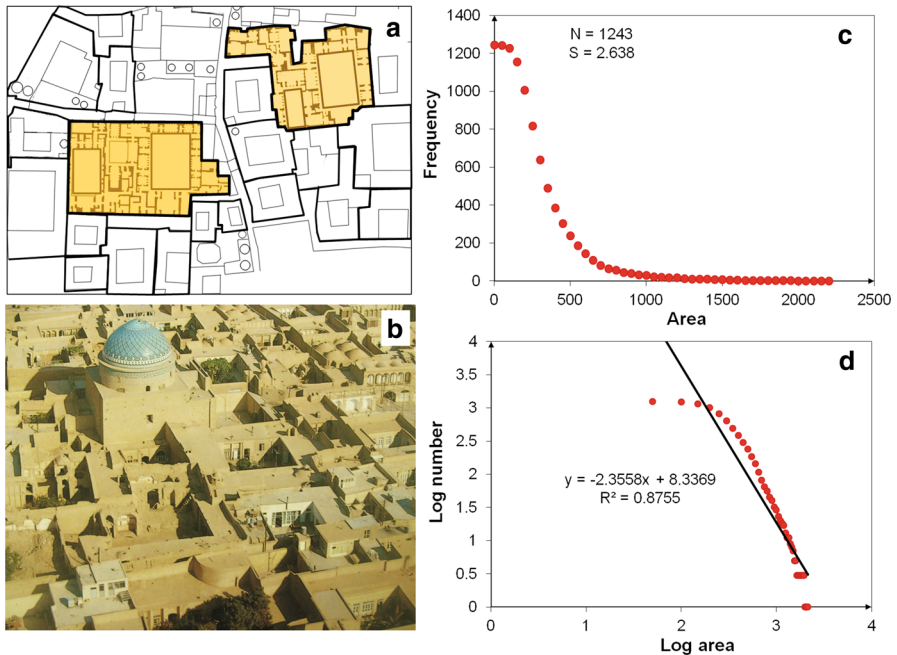 a
b
c
N = 1243
S = 2.638
Frequency
1400
1200
1000
800
600
400
200
0
0 500 1000 1500 2000 2500
Area
d
y = -2.3558x + 8.3369
R² = 0.8755
Log number
4
3.5
3
2.5
2
1.5
1
0.5
0
0 1 2 3 4
Log area